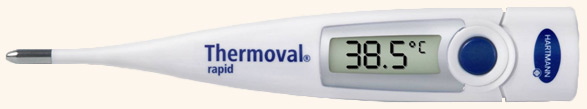 Thermoval®
rapid
38.5°C
HARTMANN